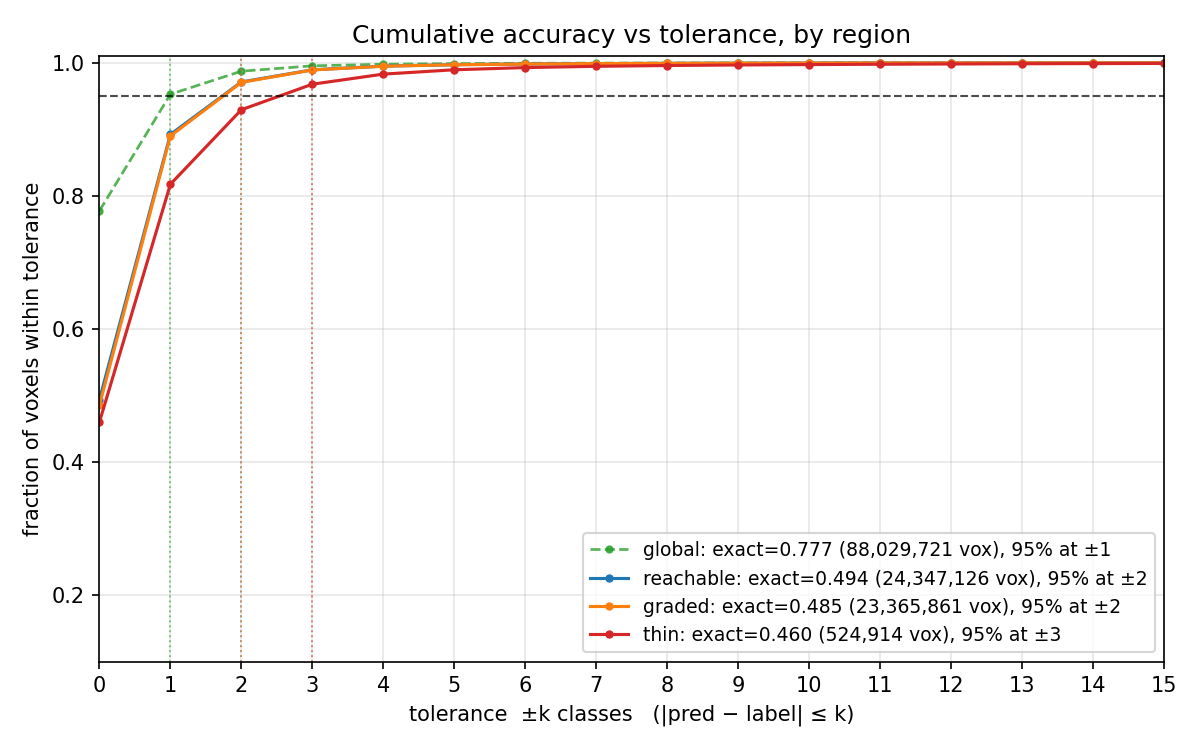 Cumulative accuracy vs tolerance, by region
fraction of voxels within tolerance
1.0
0.8
0.6
0.4
0.2
global: exact=0.777 (88,029,721 vox), 95% at ±1
reachable: exact=0.494 (24,347,126 vox), 95% at ±2
graded: exact=0.485 (23,365,861 vox), 95% at ±2
thin: exact=0.460 (524,914 vox), 95% at ±3
0 1 2 3 4 5 6 7 8 9 10 11 12 13 14 15
tolerance ±k classes (|pred − label| ≤ k)